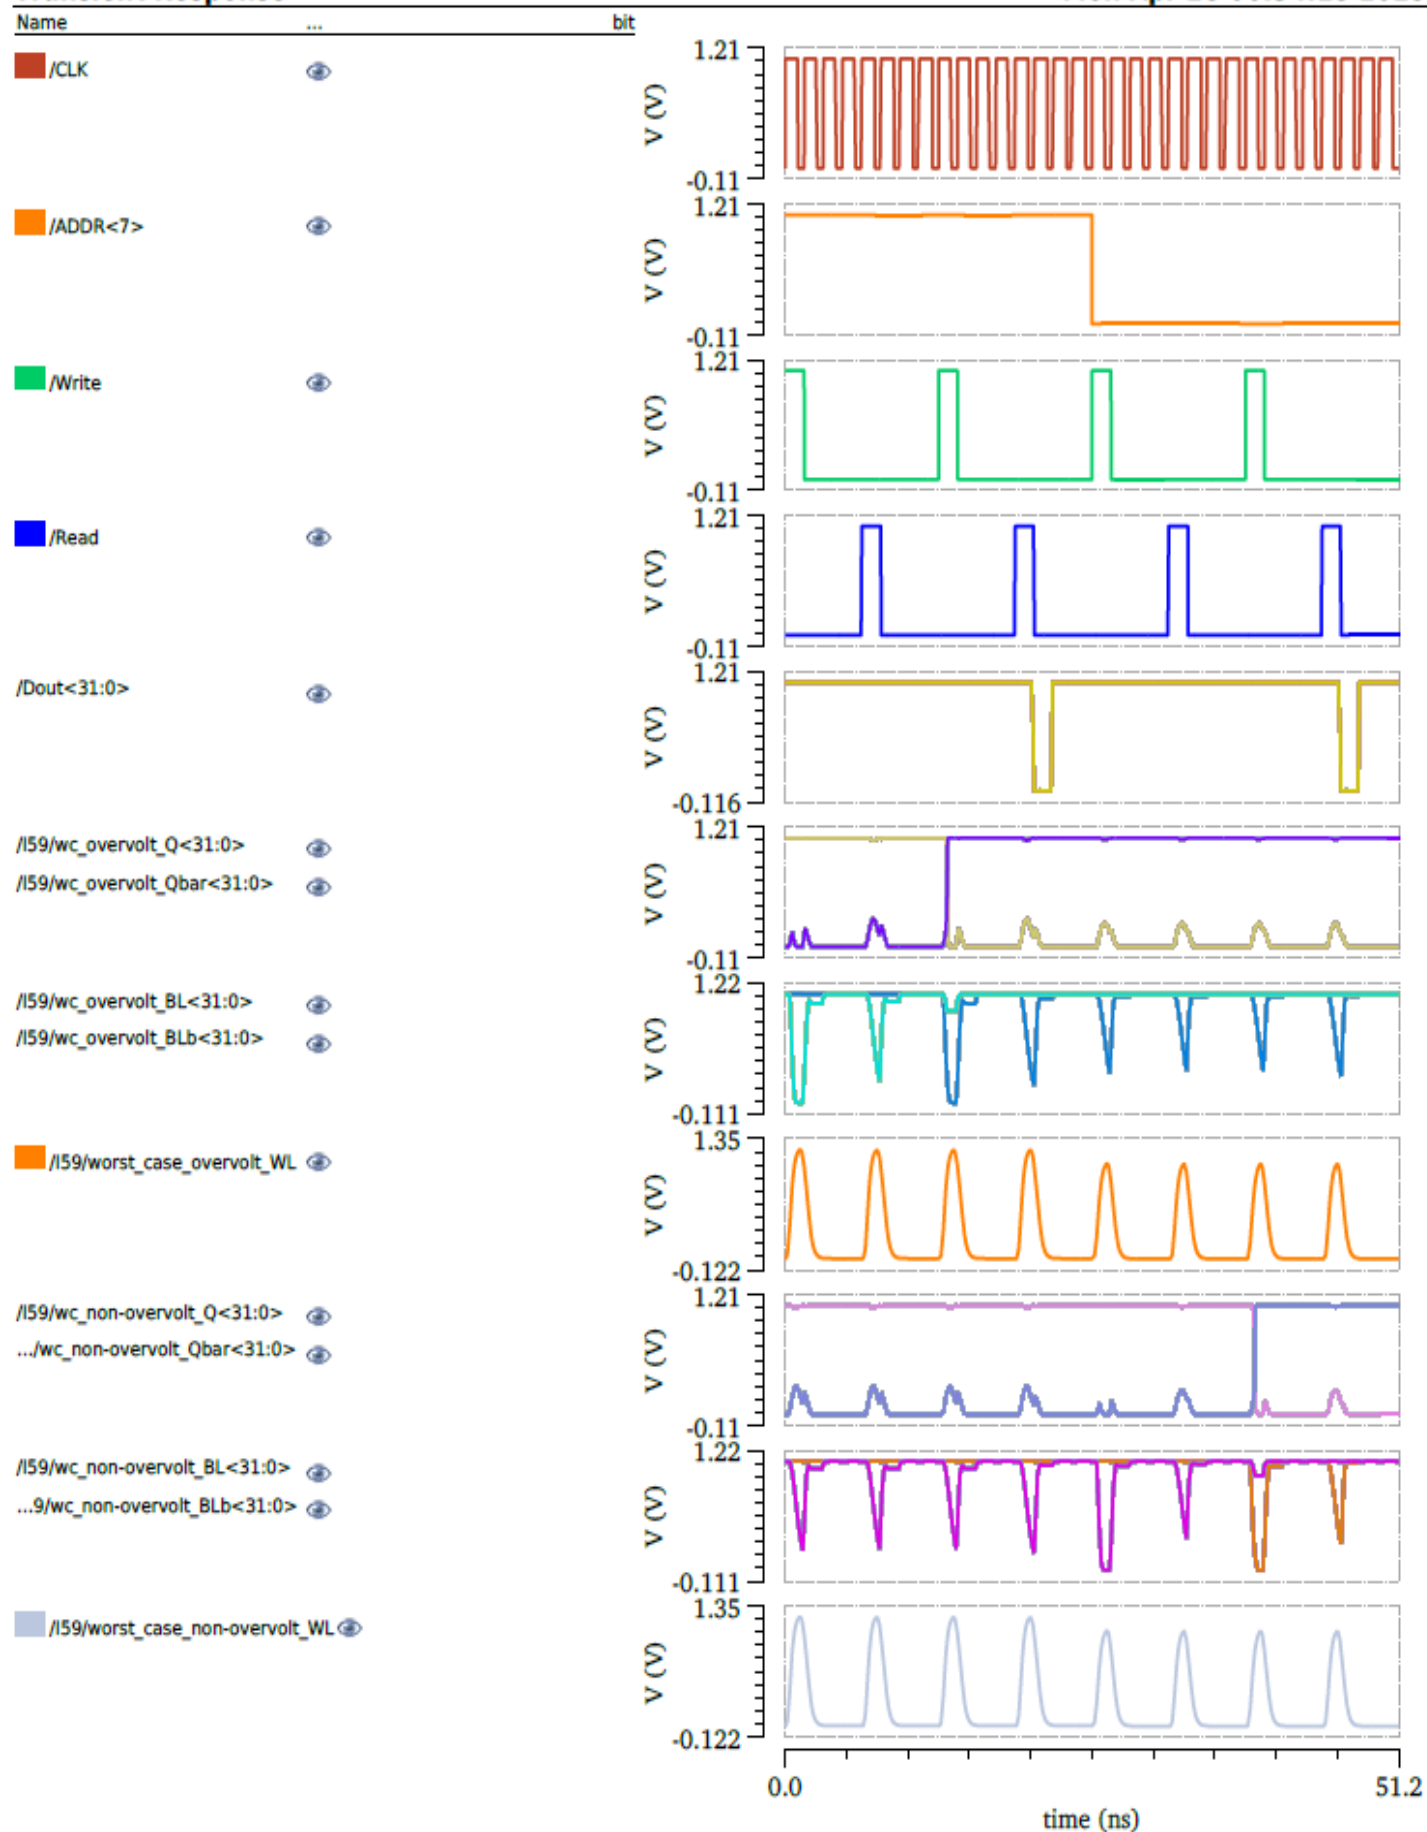 Name ... bit
/CLK
1.21
V (V)
-0.11
/ADDR<7>
1.21
V (V)
-0.11
/Write
1.21
V (V)
-0.11
/Read
1.21
V (V)
-0.11
/Dout<31:0>
1.21
V (V)
-0.116
/I59/wc_overvolt_Q<31:0>
/I59/wc_overvolt_Qbar<31:0>
1.21
V (V)
-0.11
/I59/wc_overvolt_BL<31:0>
/I59/wc_overvolt_BLb<31:0>
1.22
V (V)
-0.111
/I59/worst_case_overvolt_WL
1.35
V (V)
-0.122
/I59/wc_non-overvolt_Q<31:0>
.../wc_non-overvolt_Qbar<31:0>
1.21
V (V)
-0.11
/I59/wc_non-overvolt_BL<31:0>
...9/wc_non-overvolt_BLb<31:0>
1.22
V (V)
-0.111
/I59/worst_case_non-overvolt_WL
1.35
V (V)
-0.122
0.0 51.2
time (ns)